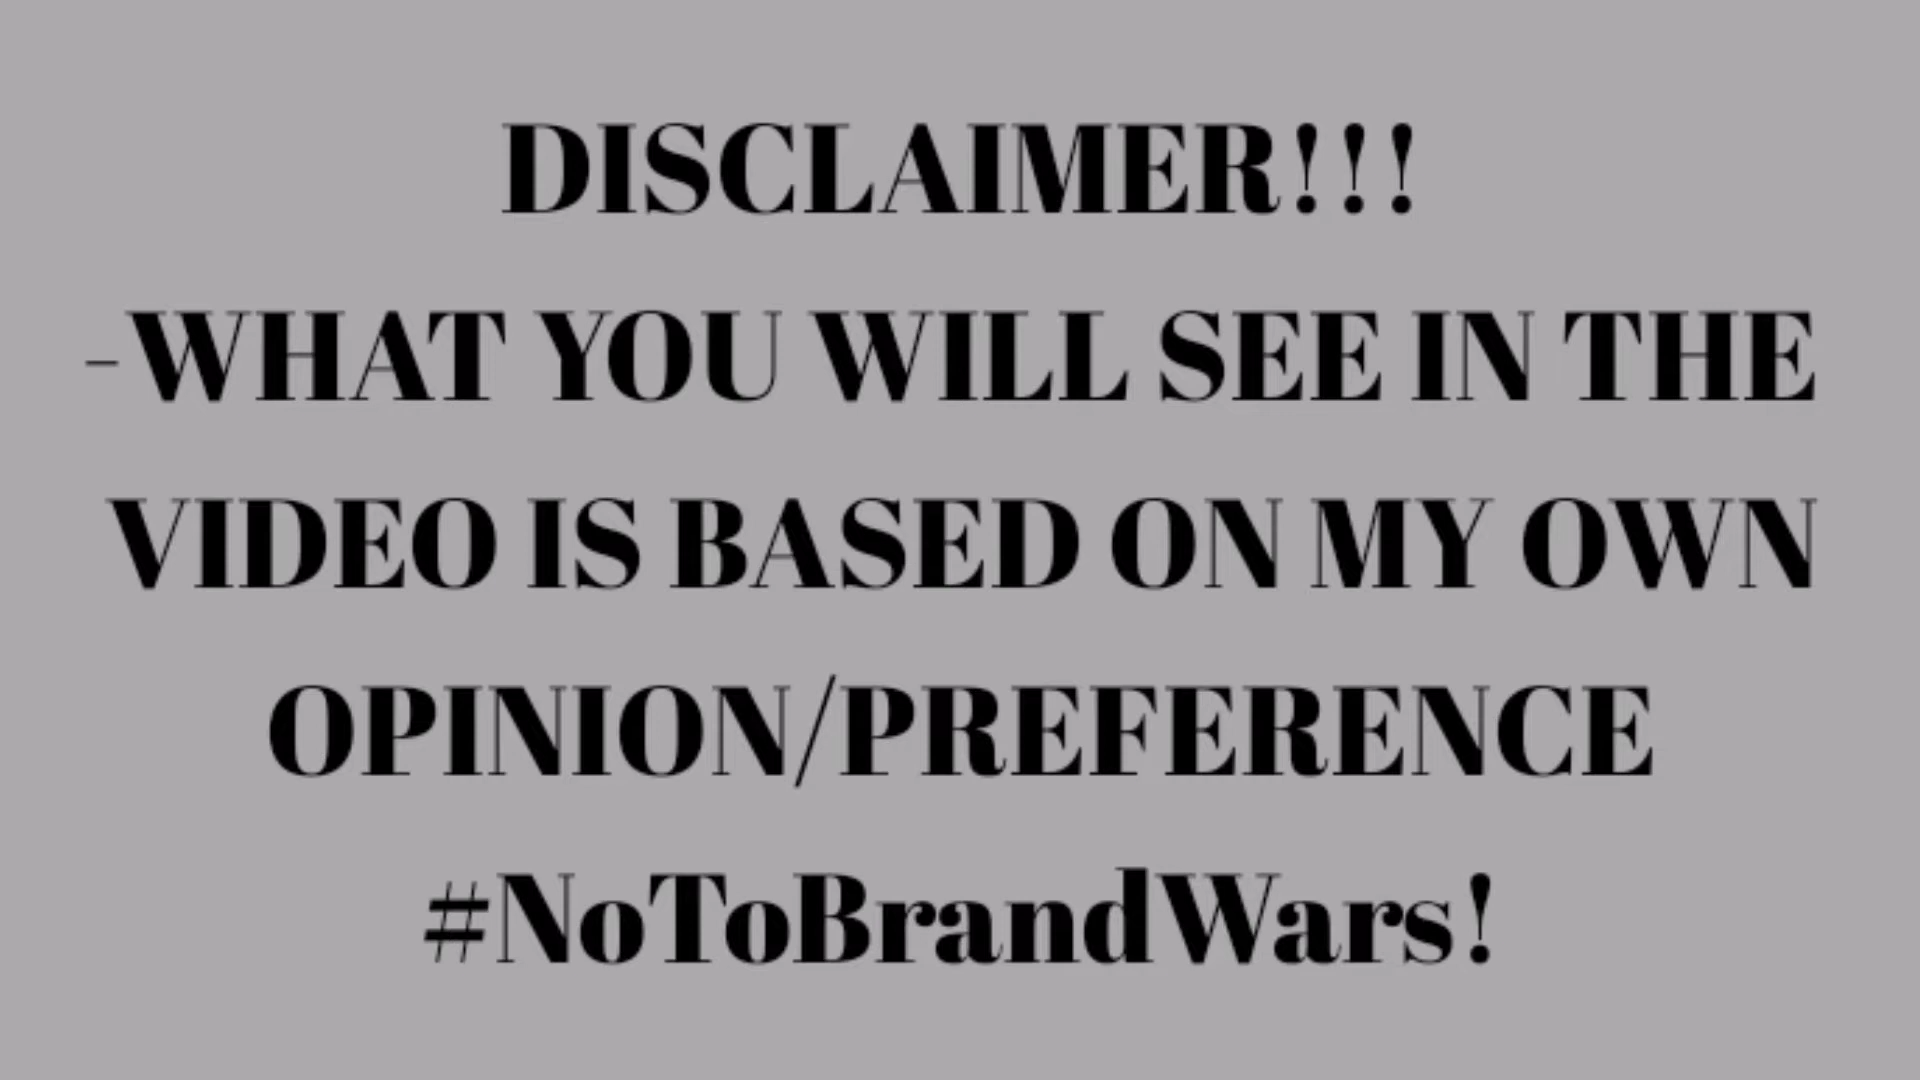 DISCLAIMER!!!
-WHAT YOU WILL SEE IN THE
VIDEO IS BASED ON MY OWN
OPINION/PREFERENCE
#NoToBrandWars!